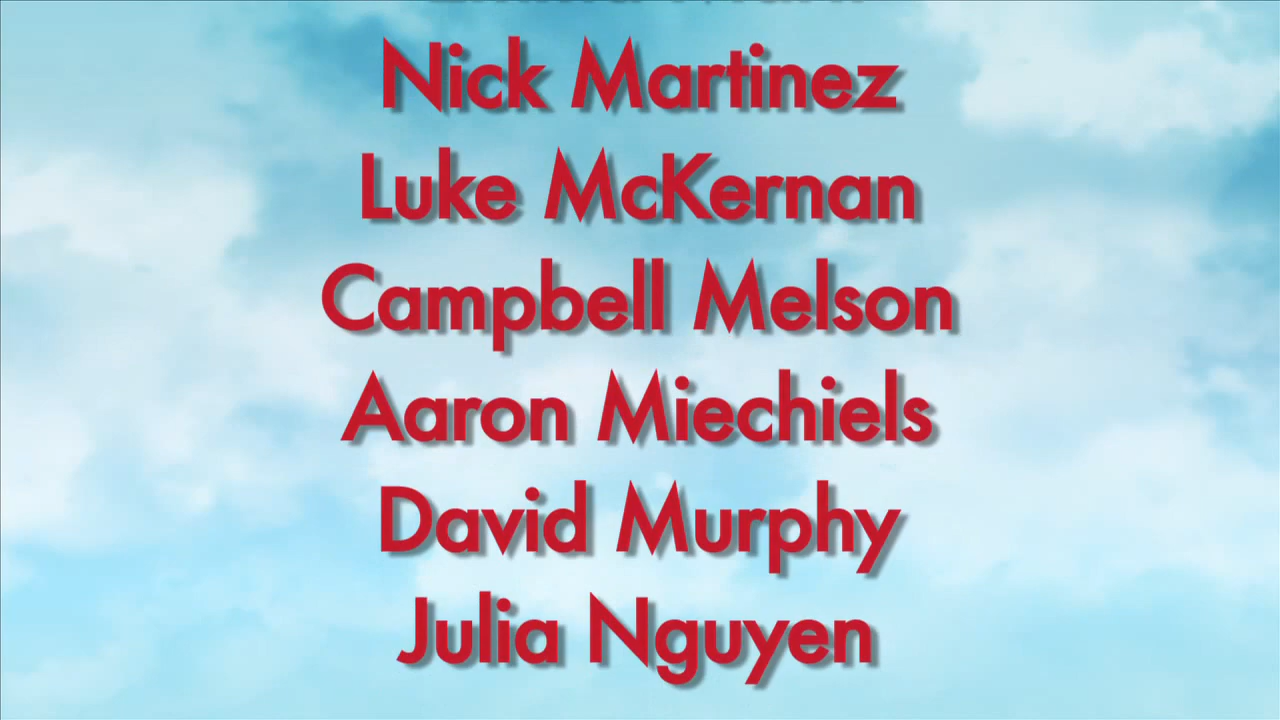 Nick Martinez
Luke McKernan
Campbell Melson
Aaron Miechiels
David Murphy
Julia Nguyen